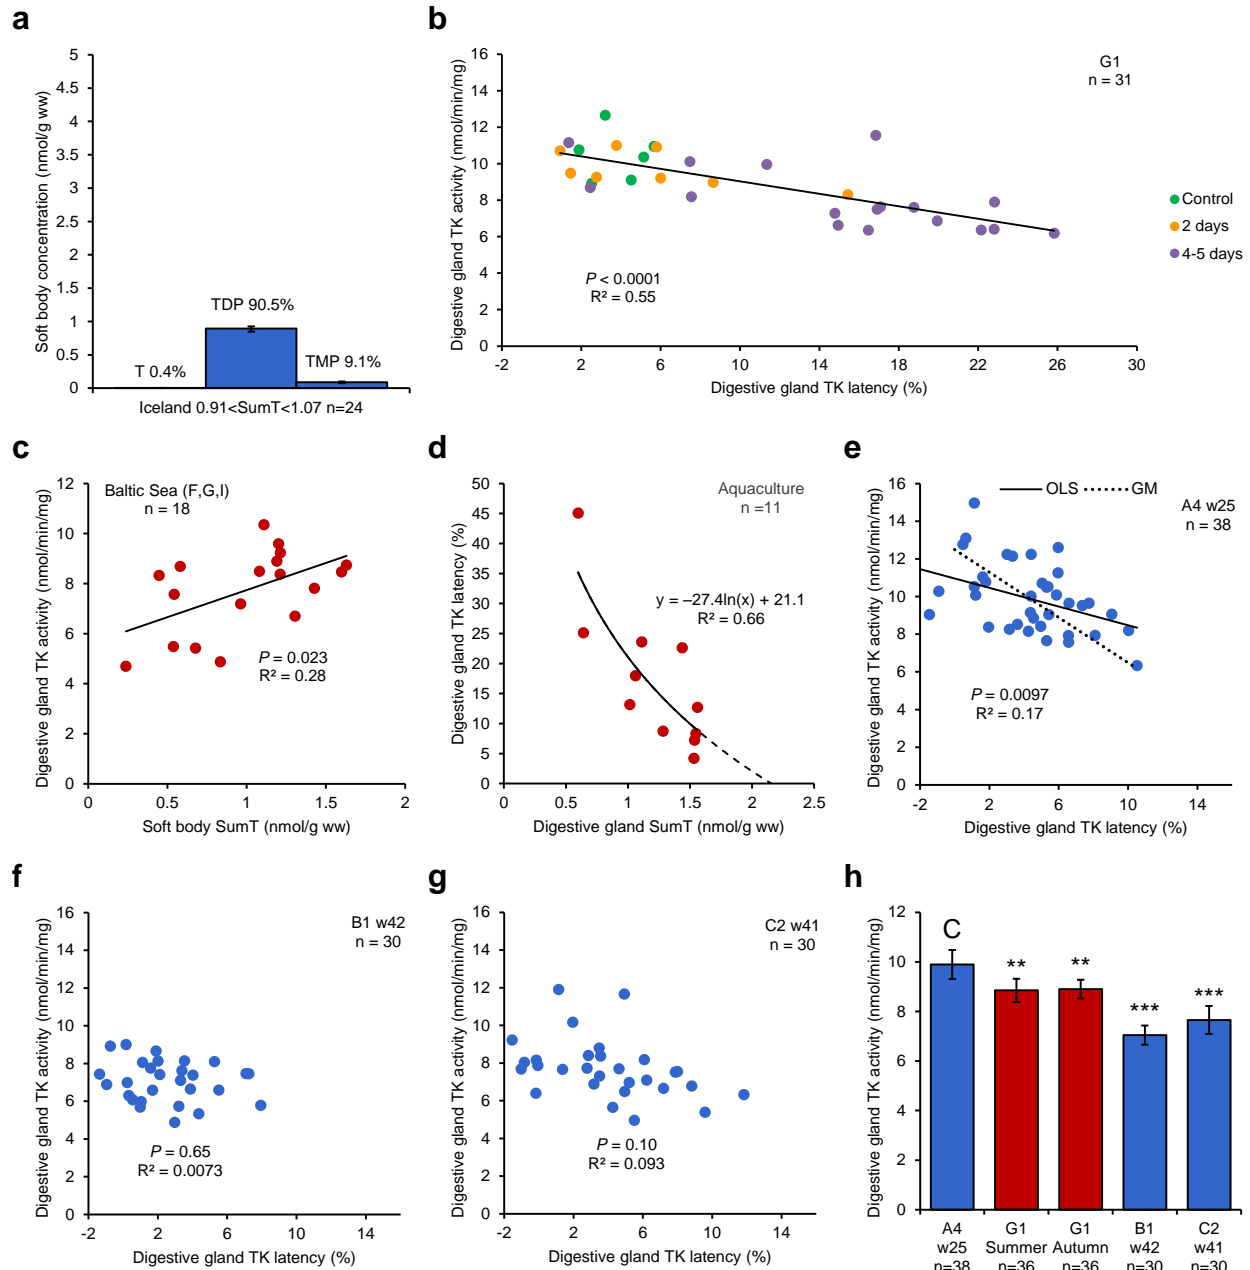 a
Soft body concentration (nmol/g ww)
5
4.5
4
3.5
3
2.5
2
1.5
1
0.5
0
T 0.4%
TDP 90.5%
TMP 9.1%
Iceland 0.91<SumT<1.07 n=24
b
Digestive gland TK activity (nmol/min/mg)
16
14
12
10
8
6
4
2
0
-2 2 6 10 14 18 22 26 30
Digestive gland TK latency (%)
G1
n = 31
P < 0.0001
R² = 0.55
Control
2 days
4-5 days
c
Digestive gland TK activity (nmol/min/mg)
12
10
8
6
4
2
0
0 0.5 1 1.5 2
Soft body SumT (nmol/g ww)
Baltic Sea (F,G,I)
n = 18
P = 0.023
R² = 0.28
d
Digestive gland TK latency (%)
50
45
40
35
30
25
20
15
10
5
0
0 0.5 1 1.5 2 2.5
Digestive gland SumT (nmol/g ww)
Aquaculture
n =11
y = −27.4ln(x) + 21.1
R² = 0.66
e
Digestive gland TK activity (nmol/min/mg)
16
14
12
10
8
6
4
2
0
-2 2 6 10 14
Digestive gland TK latency (%)
OLS GM
A4 w25
n = 38
P = 0.0097
R² = 0.17
f
Digestive gland TK activity (nmol/min/mg)
16
14
12
10
8
6
4
2
0
-2 2 6 10 14
Digestive gland TK latency (%)
B1 w42
n = 30
P = 0.65
R² = 0.0073
g
Digestive gland TK activity (nmol/min/mg)
16
14
12
10
8
6
4
2
0
-2 2 6 10 14
Digestive gland TK latency (%)
C2 w41
n = 30
P = 0.10
R² = 0.093
h
Digestive gland TK activity (nmol/min/mg)
12
10
8
6
4
2
0
C
**
**
***
***
A4 G1 G1 B1 C2
w25 Summer Autumn w42 w41
n=38 n=36 n=36 n=30 n=30